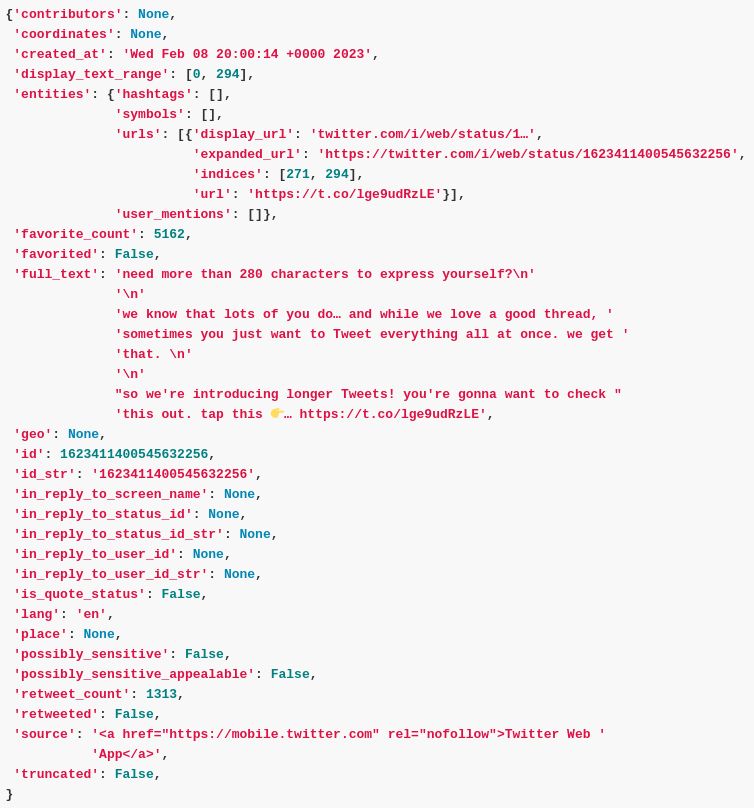 {'contributors': None,
 'coordinates': None,
 'created_at': 'Wed Feb 08 20:00:14 +0000 2023',
 'display_text_range': [0, 294],
 'entities': {'hashtags': [],
              'symbols': [],
              'urls': [{'display_url': 'twitter.com/i/web/status/1…',
                        'expanded_url': 'https://twitter.com/i/web/status/1623411400545632256',
                        'indices': [271, 294],
                        'url': 'https://t.co/lge9udRzLE'}],
              'user_mentions': []},
 'favorite_count': 5162,
 'favorited': False,
 'full_text': 'need more than 280 characters to express yourself?\n'
              '\n'
              'we know that lots of you do… and while we love a good thread, '
              'sometimes you just want to Tweet everything all at once. we get '
              'that. \n'
              '\n'
              "so we're introducing longer Tweets! you're gonna want to check "
              'this out. tap this 👉… https://t.co/lge9udRzLE',
 'geo': None,
 'id': 1623411400545632256,
 'id_str': '1623411400545632256',
 'in_reply_to_screen_name': None,
 'in_reply_to_status_id': None,
 'in_reply_to_status_id_str': None,
 'in_reply_to_user_id': None,
 'in_reply_to_user_id_str': None,
 'is_quote_status': False,
 'lang': 'en',
 'place': None,
 'possibly_sensitive': False,
 'possibly_sensitive_appealable': False,
 'retweet_count': 1313,
 'retweeted': False,
 'source': '<a href="https://mobile.twitter.com" rel="nofollow">Twitter Web '
           'App</a>',
 'truncated': False,
}